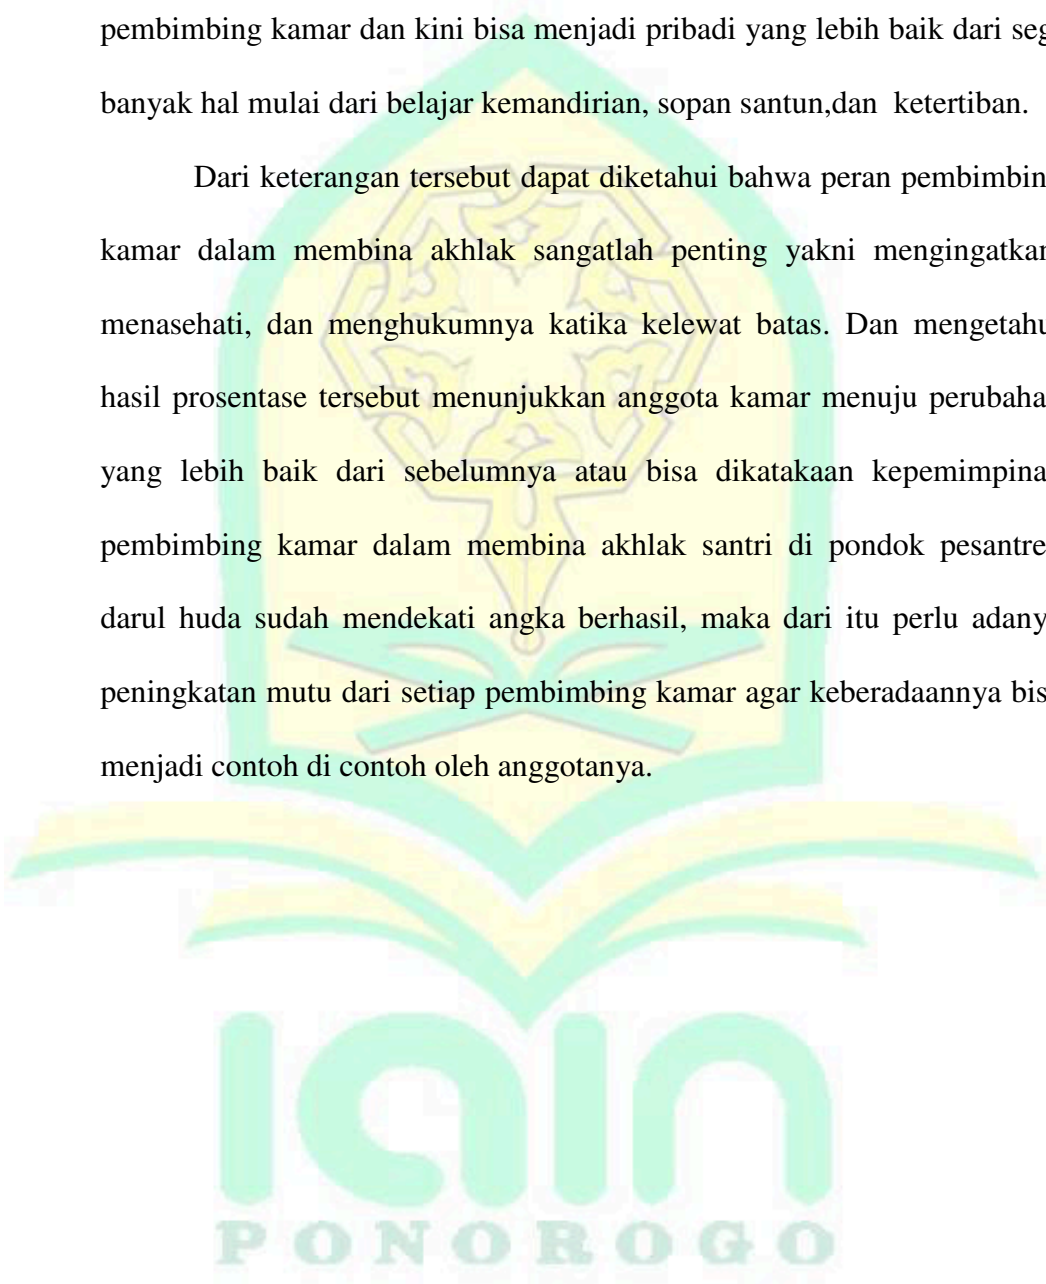 pembimbing kamar dan kini bisa menjadi pribadi yang lebih baik dari seg
banyak hal mulai dari belajar kemandirian, sopan santun,dan  ketertiban.
Dari keterangan tersebut dapat diketahui bahwa peran pembimbin
kamar dalam membina akhlak sangatlah penting yakni mengingatkan
menasehati, dan menghukumnya katika kelewat batas. Dan mengetahu
hasil prosentase tersebut menunjukkan anggota kamar menuju perubaha
yang lebih baik dari sebelumnya atau bisa dikatakaan kepemimpina
pembimbing kamar dalam membina akhlak santri di pondok pesantre
darul huda sudah mendekati angka berhasil, maka dari itu perlu adany
peningkatan mutu dari setiap pembimbing kamar agar keberadaannya bis
menjadi contoh di contoh oleh anggotanya.
iain
PONOROGO